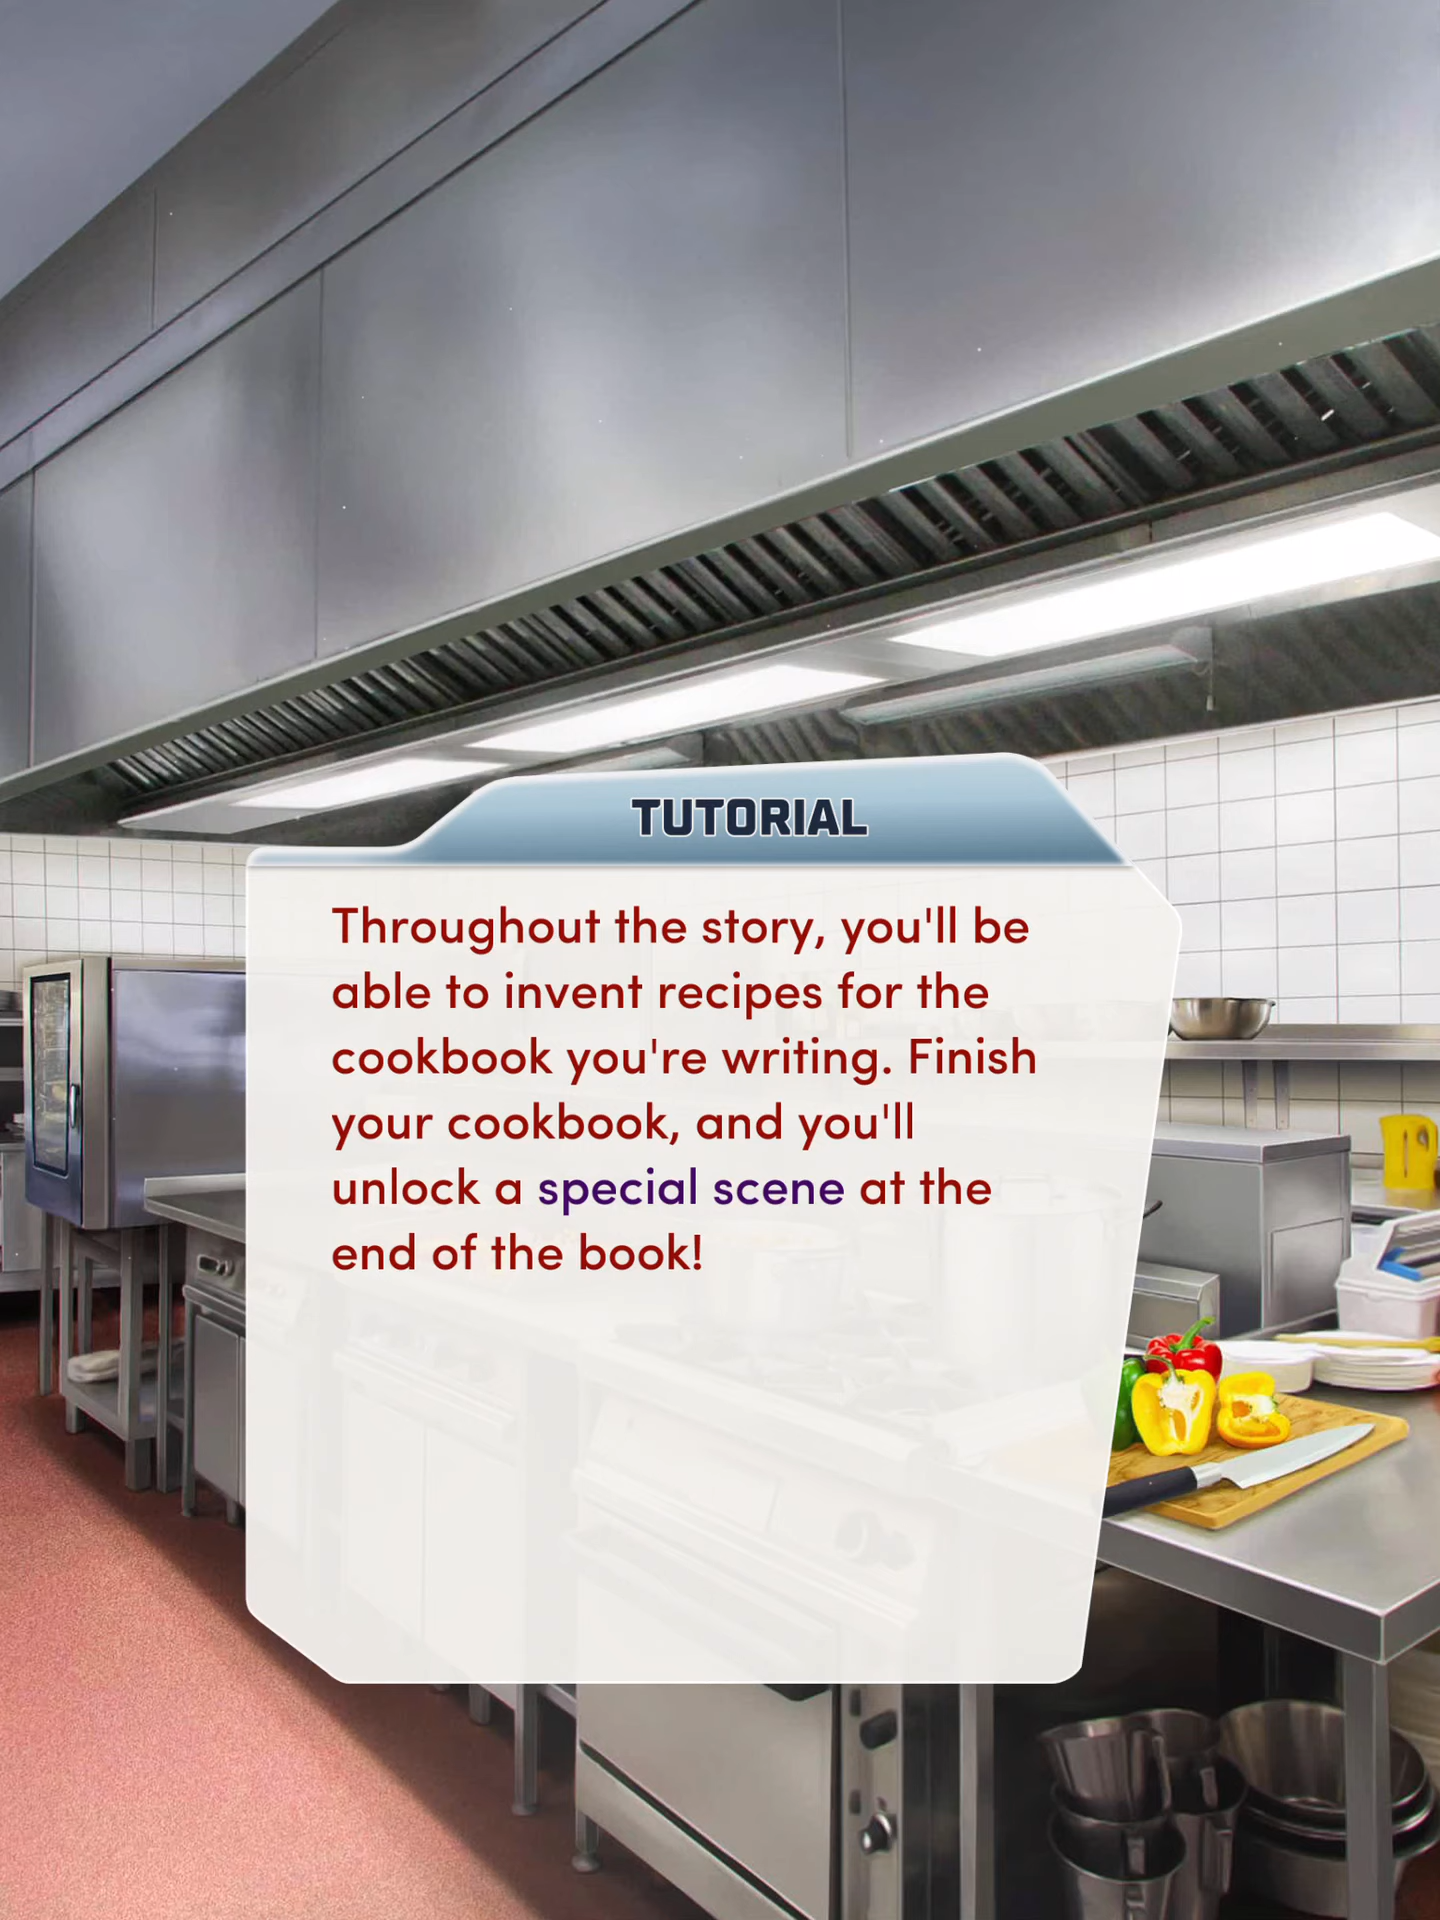 TUTORIAL
Throughout the story, you'll be
able to invent recipes for the
cookbook you're writing. Finish
your cookbook, and you'll
unlock a special scene at the
end of the book!